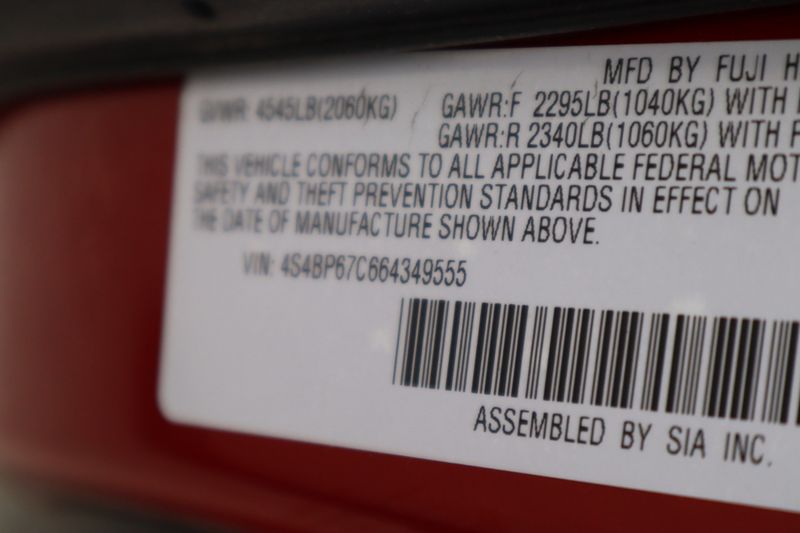 MFD BY FUJI H
GVWR: 4545LB(2060KG) GAWR:F 2295LB(1040KG) WITH
GAWR:R 2340LB(1060KG) WITH
THIS VEHICLE CONFORMS TO ALL APPLICABLE FEDERAL MOT
SAFETY AND THEFT PREVENTION STANDARDS IN EFFECT ON
THE DATE OF MANUFACTURE SHOWN ABOVE.
VIN: 4S4BP67C664349555
ASSEMBLED BY SIA INC.